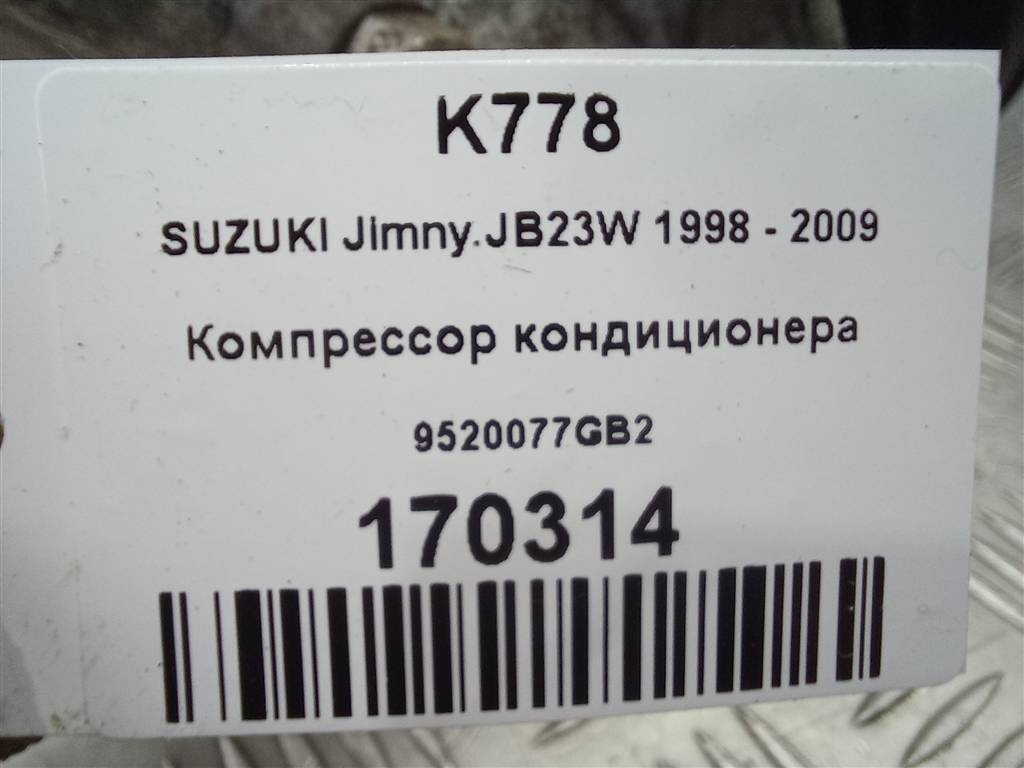 K778
SUZUKI Jimny.JB23W 1998 - 2009
Компрессор кондиционера
9520077GB2
170314